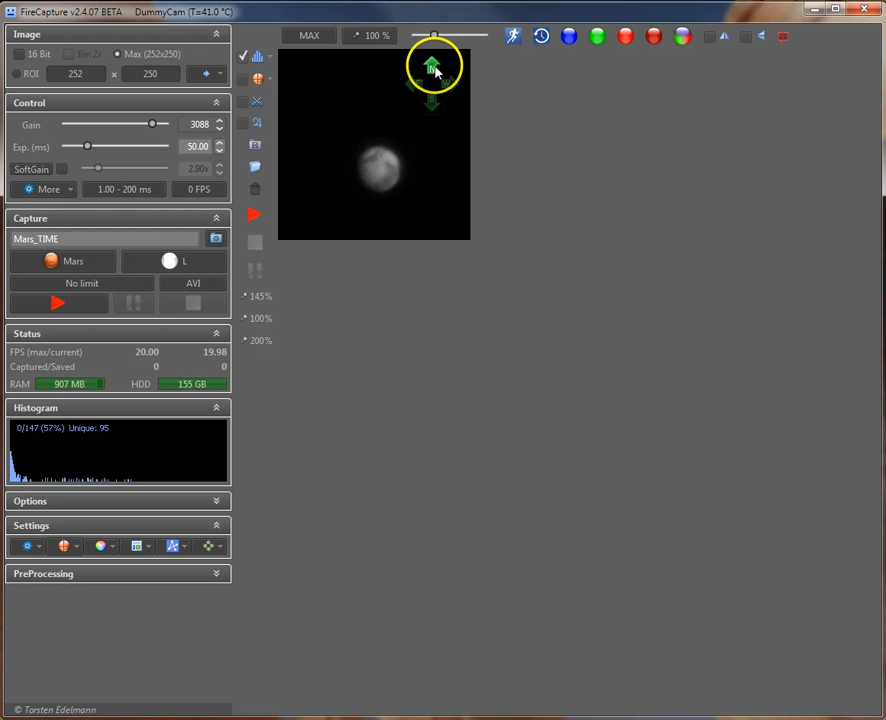 FireCapture v2.4.07 BETA DummyCam (T=41.0 °C)
Image
16 Bit Bin 2x Max (252x250)
ROI 252 x 250
Control
Gain 3088
Exp. (ms) 50.00
SoftGain 2.90x
More 1.00 - 200 ms 0 FPS
Capture
Mars_TIME
Mars L
No limit AVI
Status
FPS (max/current) 20.00 19.98
Captured/Saved 0 0
RAM 907 MB HDD 155 GB
Histogram
0/147 (57%) Unique: 95
Options
Settings
PreProcessing
© Torsten Edelmann
MAX 100 %
N
S
145%
100%
200%